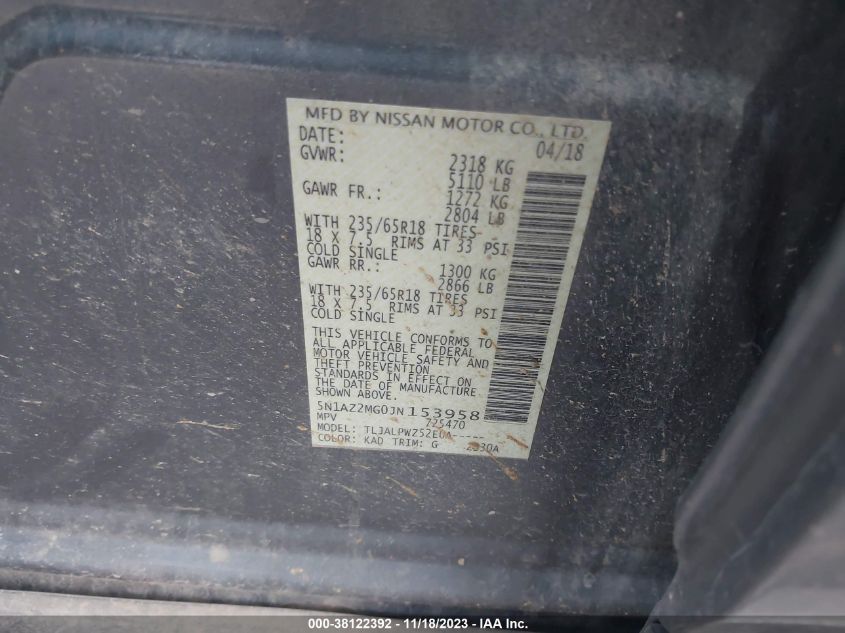 MFD BY NISSAN MOTOR CO., LTD.
DATE: 04/18
GVWR: 2318 KG
5110 LB
GAWR FR.: 1272 KG
2804 LB
WITH 235/65R18 TIRES
18 X 7.5 RIMS AT 33 PSI
COLD SINGLE
GAWR RR.: 1300 KG
2866 LB
WITH 235/65R18 TIRES
18 X 7.5 RIMS AT 33 PSI
COLD SINGLE
THIS VEHICLE CONFORMS TO
ALL APPLICABLE FEDERAL
MOTOR VEHICLE SAFETY AND
THEFT PREVENTION
STANDARDS IN EFFECT ON
THE DATE OF MANUFACTURE
SHOWN ABOVE.
5N1AZ2MG0JN153958
MPV 725470
MODEL: TLJALPWZ52EUA ----
COLOR: KAD TRIM: G
000-38122392 - 11/18/2023 - IAA Inc.